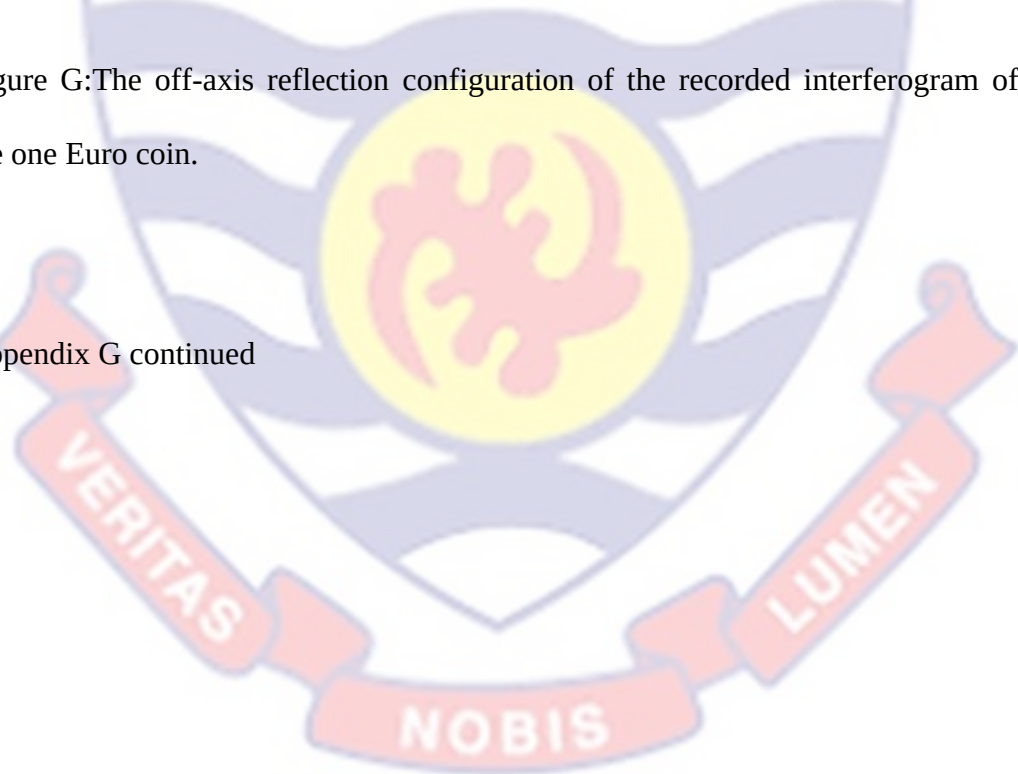 gure G:The off-axis reflection configuration of the recorded interferogram of
e one Euro coin.
ppendix G continued
VERITAS
NOBIS
LUMEN